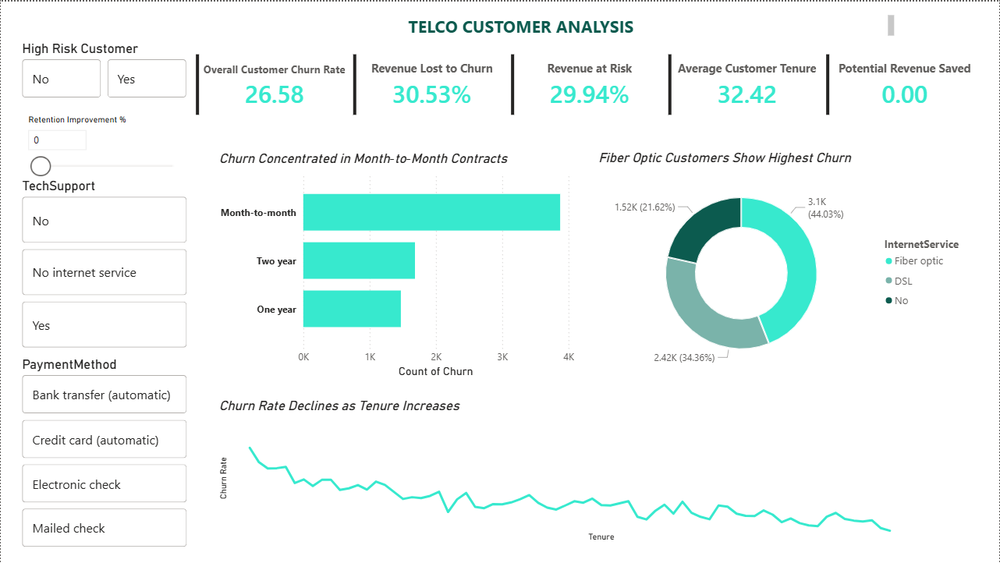 TELCO CUSTOMER ANALYSIS
High Risk Customer
No
Yes
Retention Improvement %
0
TechSupport
No
No internet service
Yes
PaymentMethod
Bank transfer (automatic)
Credit card (automatic)
Electronic check
Mailed check
Overall Customer Churn Rate
26.58
Revenue Lost to Churn
30.53%
Revenue at Risk
29.94%
Average Customer Tenure
32.42
Potential Revenue Saved
0.00
Churn Concentrated in Month-to-Month Contracts
Month-to-month
Two year
One year
0K
1K
2K
3K
4K
Count of Churn
Fiber Optic Customers Show Highest Churn
1.52K (21.62%)
3.1K
(44.03%)
2.42K (34.36%)
InternetService
Fiber optic
DSL
No
Churn Rate Declines as Tenure Increases
Churn Rate
Tenure